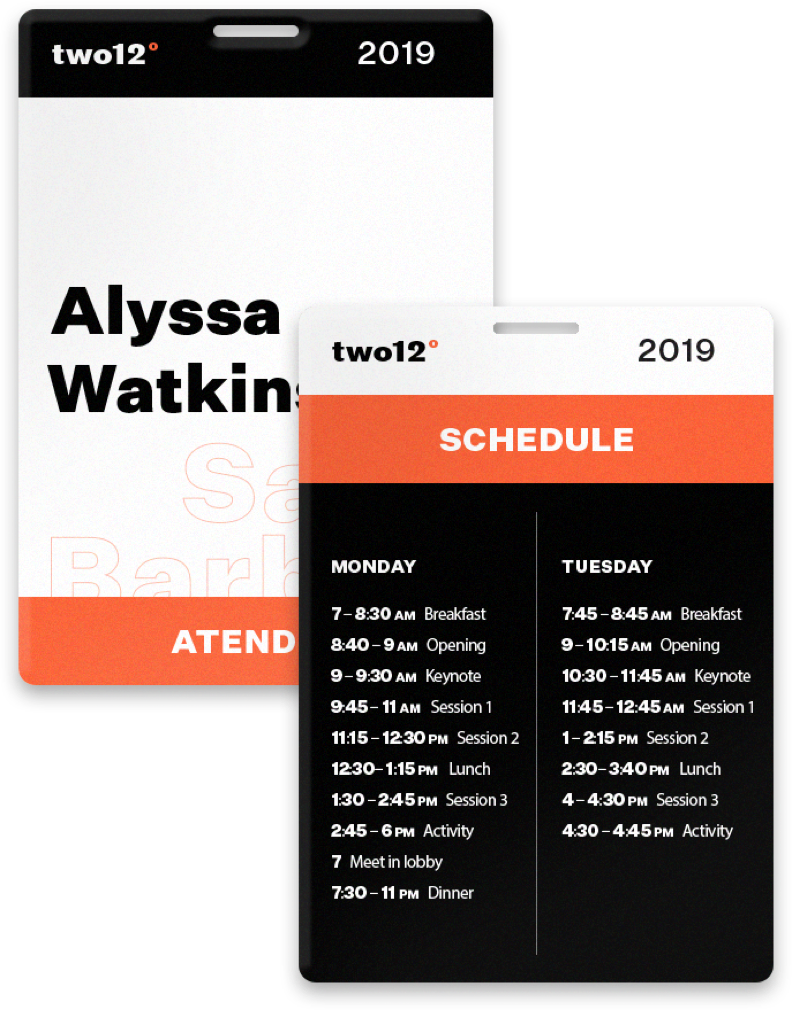 two12°
2019
Alyssa
Watkins
Sa
Barb
ATEND
two12°
2019
SCHEDULE
MONDAY
7 – 8:30 AM Breakfast
8:40 – 9 AM Opening
9 – 9:30 AM Keynote
9:45 – 11 AM Session 1
11:15 – 12:30 PM Session 2
12:30 – 1:15 PM Lunch
1:30 – 2:45 PM Session 3
2:45 – 6 PM Activity
7 Meet in lobby
7:30 – 11 PM Dinner
TUESDAY
7:45 – 8:45 AM Breakfast
9 – 10:15 AM Opening
10:30 – 11:45 AM Keynote
11:45 – 12:45 AM Session 1
1 – 2:15 PM Session 2
2:30 – 3:40 PM Lunch
4 – 4:30 PM Session 3
4:30 – 4:45 PM Activity